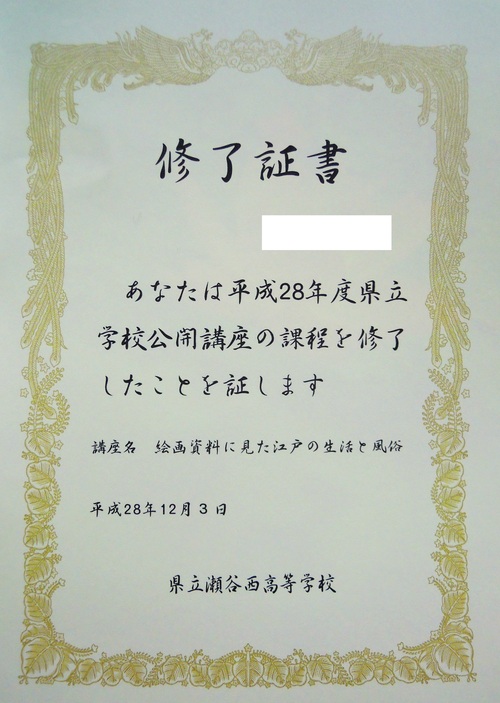 修了証書
あなたは平成28年度県立
学校公開講座の課程を修了
したことを証します
講座名 絵画資料に見た江戸の生活と風俗
平成28年12月3日
県立瀬谷西高等学校